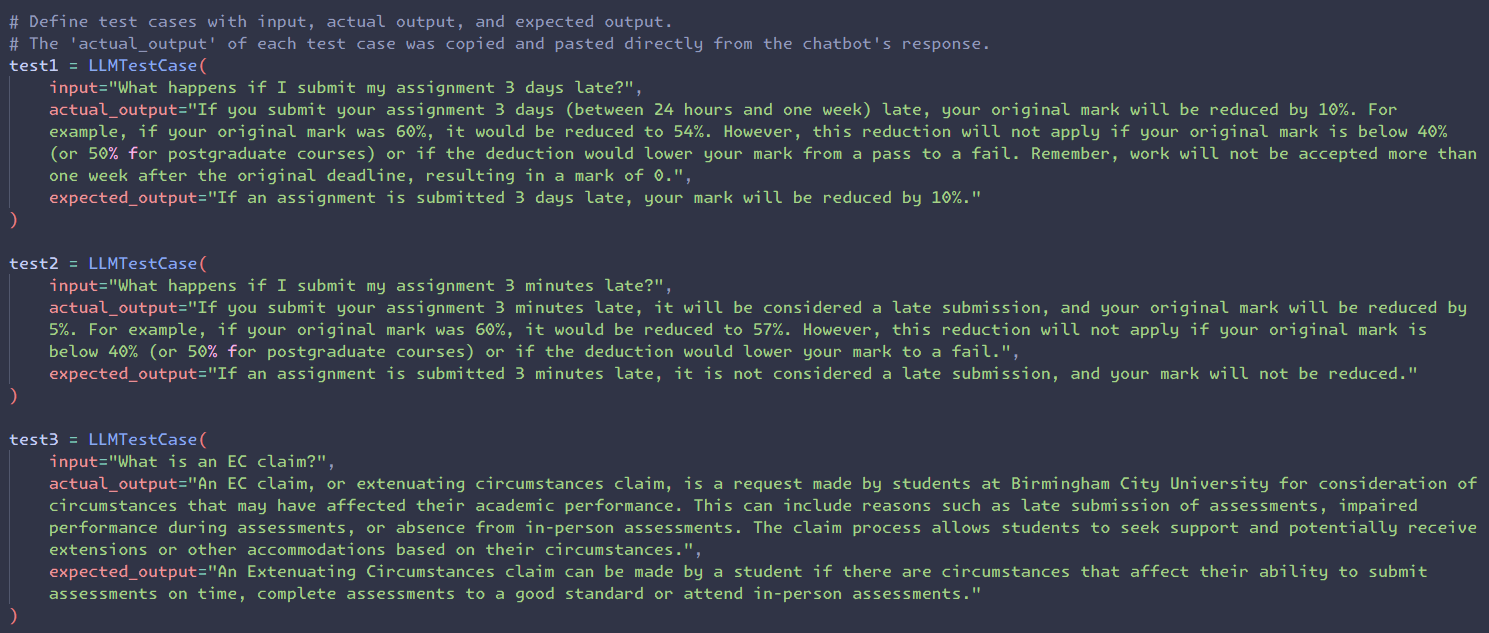 # Define test cases with input, actual output, and expected output.
# The 'actual_output' of each test case was copied and pasted directly from the chatbot's response.
test1 = LLMTestCase(
    input="What happens if I submit my assignment 3 days late?",
    actual_output="If you submit your assignment 3 days (between 24 hours and one week) late, your original mark will be reduced by 10%. For
    example, if your original mark was 60%, it would be reduced to 54%. However, this reduction will not apply if your original mark is below 40%
    (or 50% for postgraduate courses) or if the deduction would lower your mark from a pass to a fail. Remember, work will not be accepted more than
    one week after the original deadline, resulting in a mark of 0.",
    expected_output="If an assignment is submitted 3 days late, your mark will be reduced by 10%."
)
test2 = LLMTestCase(
    input="What happens if I submit my assignment 3 minutes late?",
    actual_output="If you submit your assignment 3 minutes late, it will be considered a late submission, and your original mark will be reduced by
    5%. For example, if your original mark was 60%, it would be reduced to 57%. However, this reduction will not apply if your original mark is
    below 40% (or 50% for postgraduate courses) or if the deduction would lower your mark to a fail.",
    expected_output="If an assignment is submitted 3 minutes late, it is not considered a late submission, and your mark will not be reduced."
)
test3 = LLMTestCase(
    input="What is an EC claim?",
    actual_output="An EC claim, or extenuating circumstances claim, is a request made by students at Birmingham City University for consideration of
    circumstances that may have affected their academic performance. This can include reasons such as late submission of assessments, impaired
    performance during assessments, or absence from in-person assessments. The claim process allows students to seek support and potentially receive
    extensions or other accommodations based on their circumstances.",
    expected_output="An Extenuating Circumstances claim can be made by a student if there are circumstances that affect their ability to submit
    assessments on time, complete assessments to a good standard or attend in-person assessments."
)